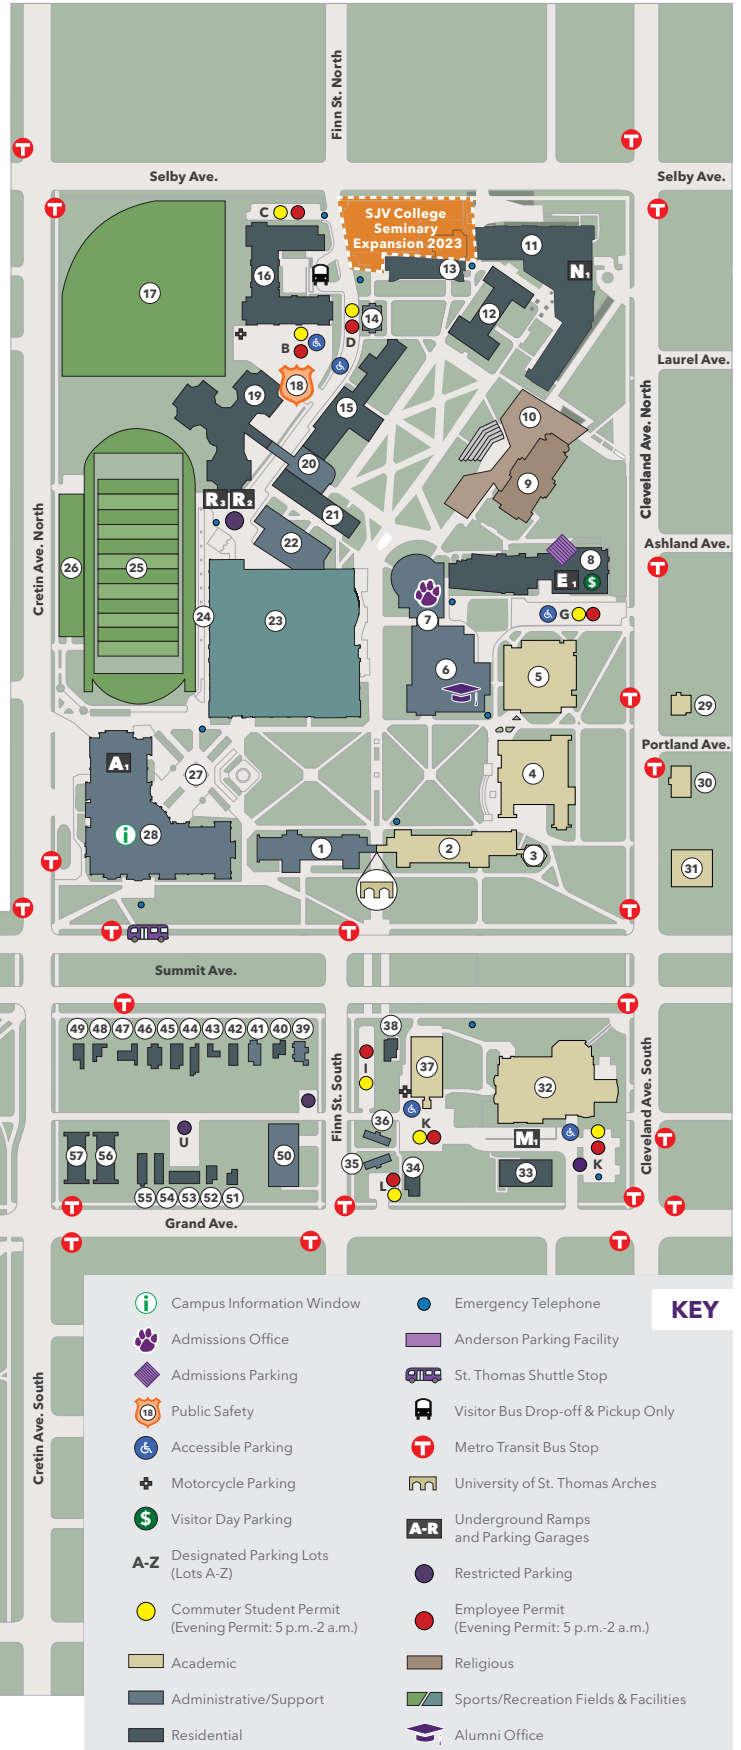 Finn St. North
Selby Ave.
Selby Ave.
C
SJV College
Seminary
Expansion 2023
11
16
13
N1
17
12
14
D
B
Laurel Ave.
18
19
15
10
Cleveland Ave. North
20
9
R3 R2
21
Cretin Ave. North
22
Ashland Ave.
8
26
25
E1 $
7
G
24
23
6
5
29
Portland Ave.
A1
27
4
30
i 28
1
2
3
31
Summit Ave.
49 48 47 46 45 44 43 42 41 40 39
38
37
I
32
Finn St. South
Cleveland Ave. South
36
K
U
M1
K
57 56
50
35
34
33
L
55 54 53 52 51
Grand Ave.
Cretin Ave. South
KEY
i Campus Information Window
Admissions Office
Admissions Parking
18 Public Safety
Accessible Parking
Motorcycle Parking
$ Visitor Day Parking
A-Z Designated Parking Lots
(Lots A-Z)
Commuter Student Permit
(Evening Permit: 5 p.m.-2 a.m.)
Academic
Administrative/Support
Residential
Emergency Telephone
Anderson Parking Facility
St. Thomas Shuttle Stop
Visitor Bus Drop-off & Pickup Only
T Metro Transit Bus Stop
University of St. Thomas Arches
A-R Underground Ramps
and Parking Garages
Restricted Parking
Employee Permit
(Evening Permit: 5 p.m.-2 a.m.)
Religious
Sports/Recreation Fields & Facilities
Alumni Office